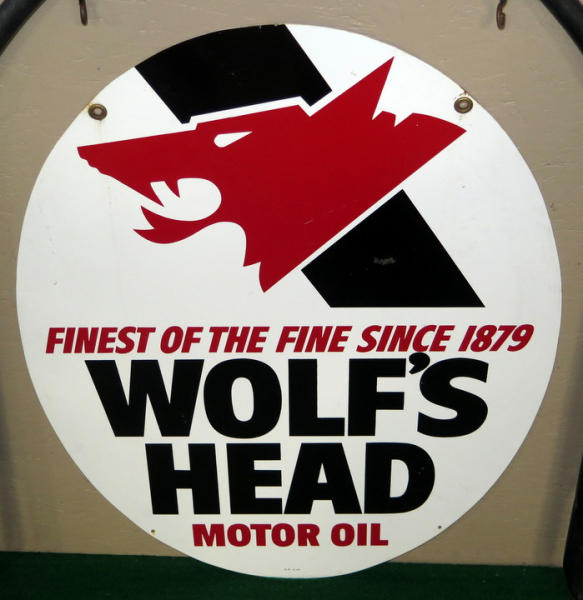 FINEST OF THE FINE SINCE 1879
WOLF'S
HEAD
MOTOR OIL